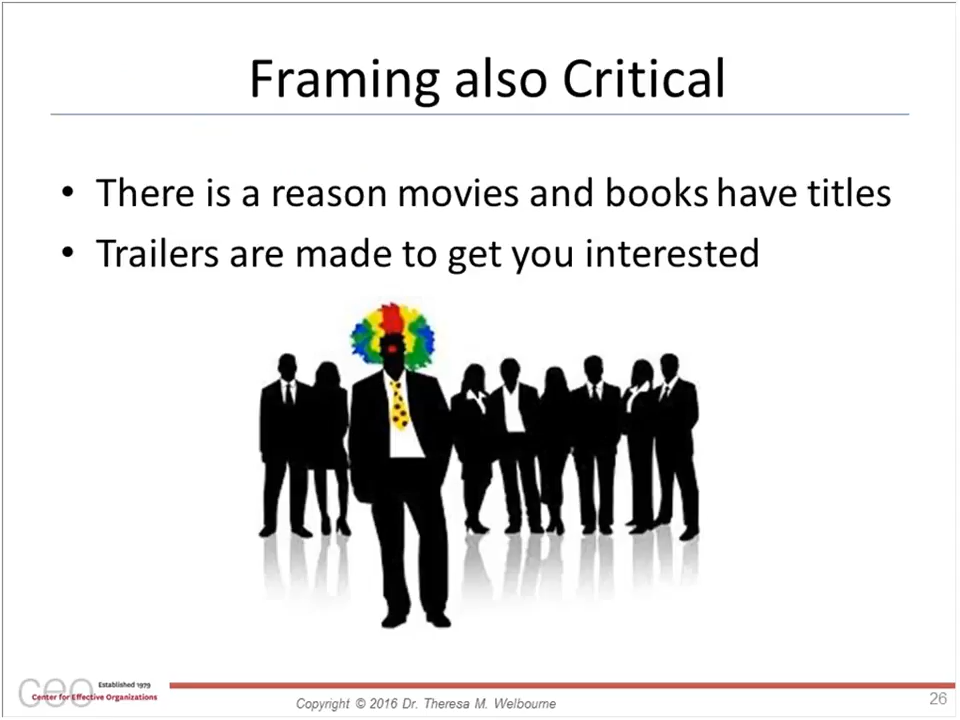 Framing also Critical
• There is a reason movies and books have titles
• Trailers are made to get you interested
ceo
Established 1979
Center for Effective Organizations
Copyright © 2016 Dr. Theresa M. Welbourne
26